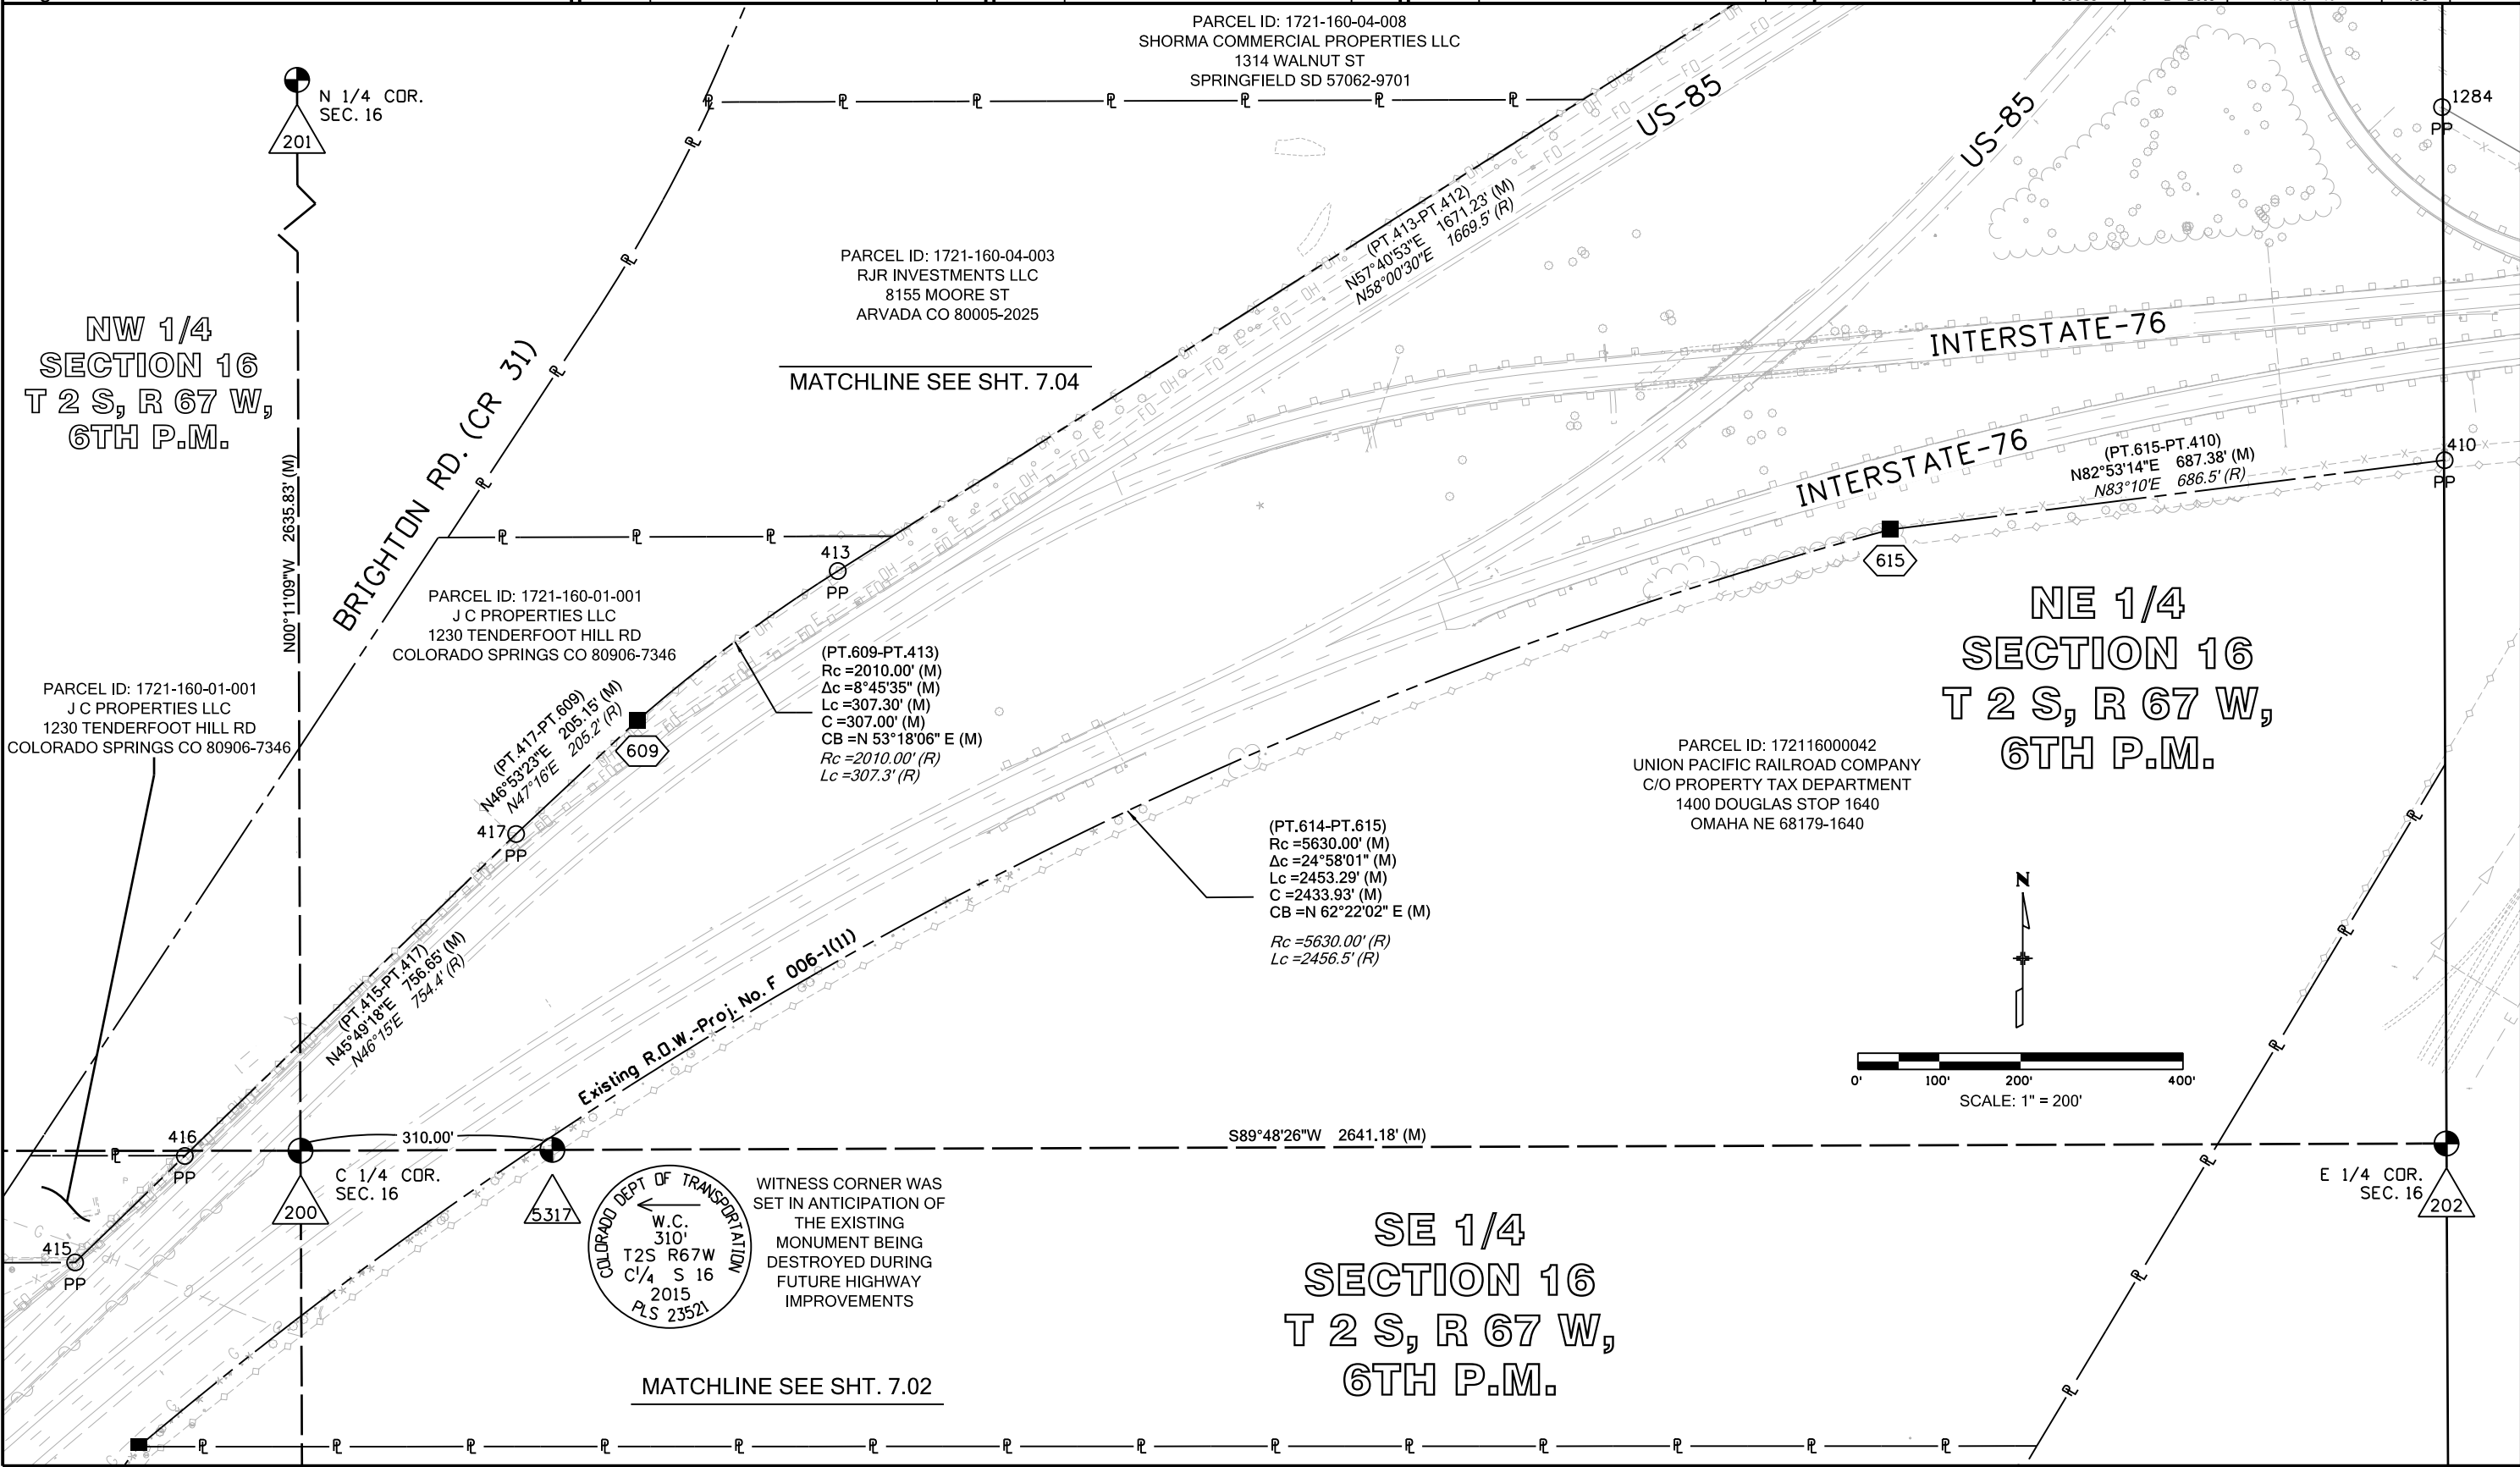 PARCEL ID: 1721-160-04-008
SHORMA COMMERCIAL PROPERTIES LLC
1314 WALNUT ST
SPRINGFIELD SD 57062-9701
N 1/4 COR.
SEC. 16
201
US-85
US-85
1284
PP
(PT.413-PT.412)
N57°40'53"E 1671.23' (M)
N58°00'30"E 1669.5' (R)
PARCEL ID: 1721-160-04-003
RJR INVESTMENTS LLC
8155 MOORE ST
ARVADA CO 80005-2025
NW 1/4
SECTION 16
T 2 S, R 67 W,
6TH P.M.
MATCHLINE SEE SHT. 7.04
INTERSTATE-76
INTERSTATE-76
BRIGHTON RD. (CR 31)
N00°11'09"W 2635.83' (M)
(PT.615-PT.410)
N82°53'14"E 687.38' (M)
N83°10'E 686.5' (R)
410
PP
615
413
PP
PARCEL ID: 1721-160-01-001
J C PROPERTIES LLC
1230 TENDERFOOT HILL RD
COLORADO SPRINGS CO 80906-7346
NE 1/4
SECTION 16
T 2 S, R 67 W,
6TH P.M.
PARCEL ID: 1721-160-01-001
J C PROPERTIES LLC
1230 TENDERFOOT HILL RD
COLORADO SPRINGS CO 80906-7346
(PT.609-PT.413)
Rc =2010.00' (M)
Δc =8°45'35" (M)
Lc =307.30' (M)
C =307.00' (M)
CB =N 53°18'06" E (M)
Rc =2010.00' (R)
Lc =307.3' (R)
(PT.417-PT.609)
N46°53'23"E 205.15' (M)
N47°16'E 205.2' (R)
609
417
PP
PARCEL ID: 172116000042
UNION PACIFIC RAILROAD COMPANY
C/O PROPERTY TAX DEPARTMENT
1400 DOUGLAS STOP 1640
OMAHA NE 68179-1640
(PT.614-PT.615)
Rc =5630.00' (M)
Δc =24°58'01" (M)
Lc =2453.29' (M)
C =2433.93' (M)
CB =N 62°22'02" E (M)
Rc =5630.00' (R)
Lc =2456.5' (R)
N
(PT.415-PT.417)
N45°49'18"E 756.65' (M)
N46°15'E 754.4' (R)
Existing R.O.W.-Proj. No. F 006-1(11)
0' 100' 200' 400'
SCALE: 1" = 200'
416
PP
310.00'
S89°48'26"W 2641.18' (M)
C 1/4 COR.
SEC. 16
200
5317
COLORADO DEPT OF TRANSPORTATION
W.C.
310'
T2S R67W
C1/4 S 16
2015
PLS 23521
WITNESS CORNER WAS
SET IN ANTICIPATION OF
THE EXISTING
MONUMENT BEING
DESTROYED DURING
FUTURE HIGHWAY
IMPROVEMENTS
E 1/4 COR.
SEC. 16
202
415
PP
SE 1/4
SECTION 16
T 2 S, R 67 W,
6TH P.M.
MATCHLINE SEE SHT. 7.02